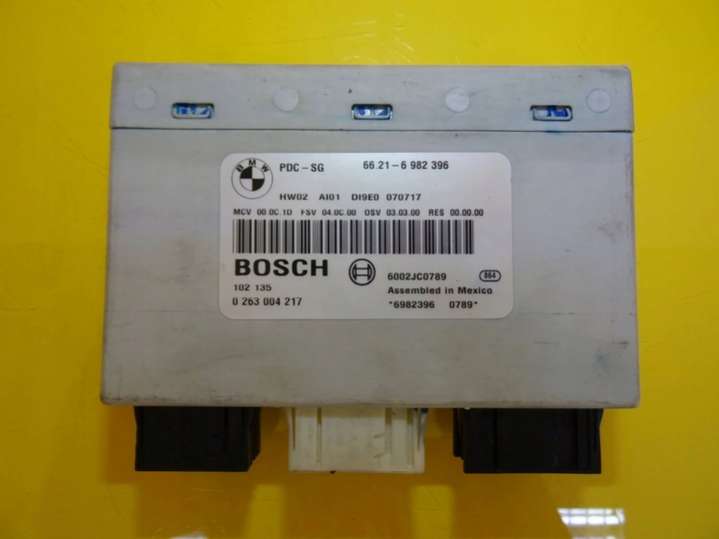 BMW PDC-SG 66.21-6 982 396
HW02 AI01 DI9E0 070717
MCV 00.0C.1D FSV 04.0C.00 OSV 03.03.00 RES 00.00.00
BOSCH 6002JC0789 864
102 135 Assembled in Mexico
0 263 004 217 *6982396 0789*